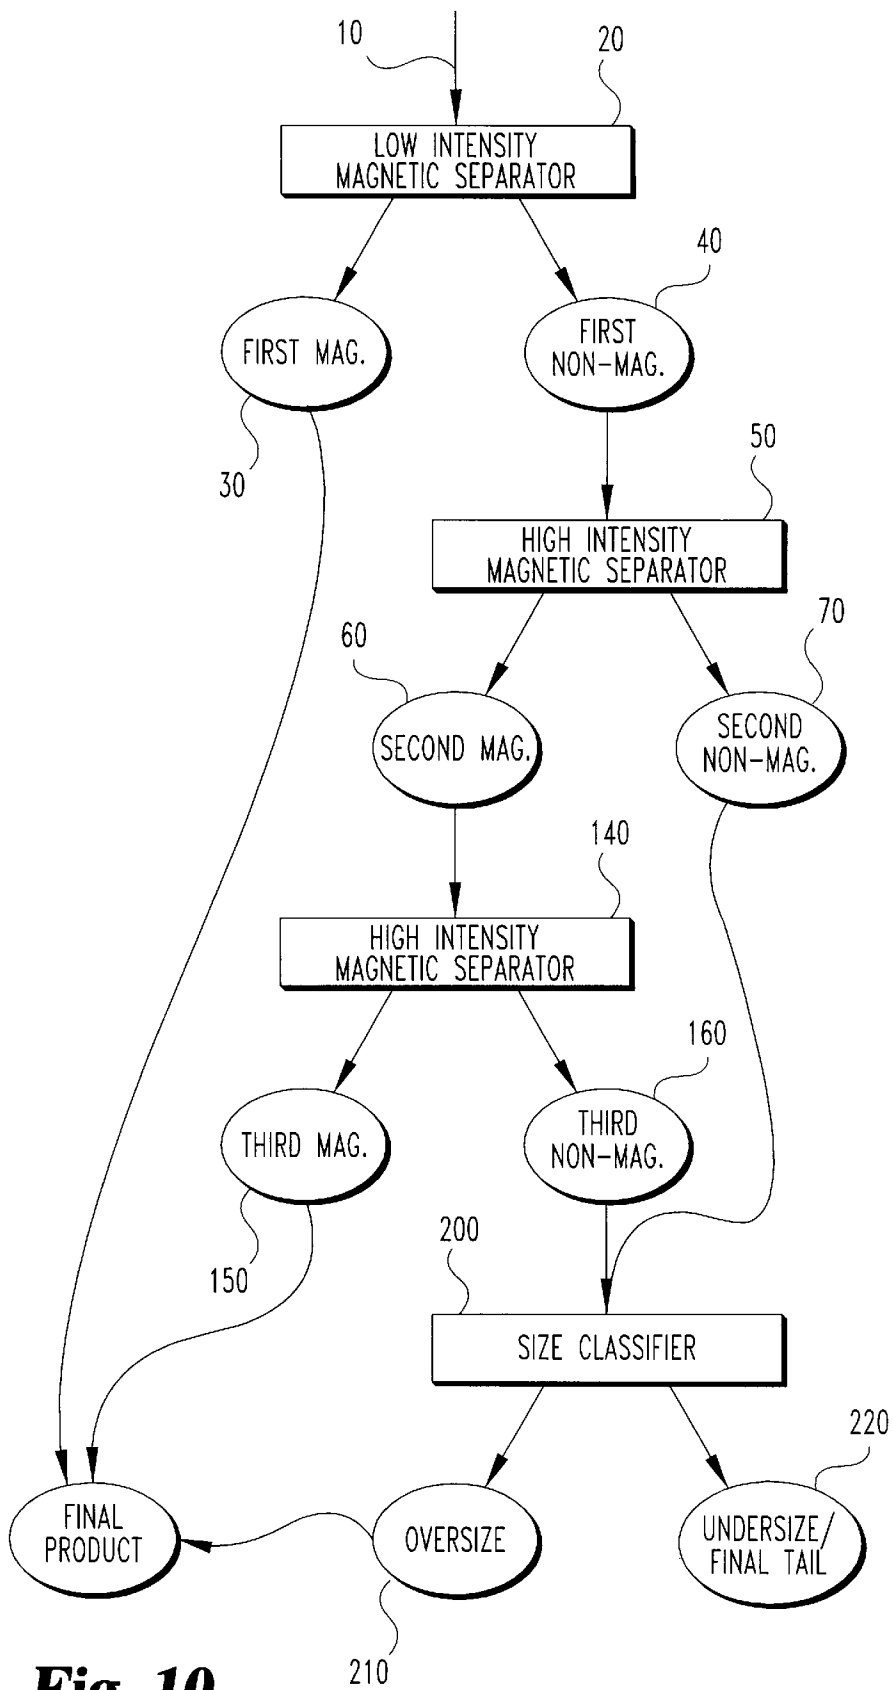 10
20
LOW INTENSITY
MAGNETIC SEPARATOR
40
FIRST MAG.
FIRST
NON-MAG.
30
50
HIGH INTENSITY
MAGNETIC SEPARATOR
60
70
SECOND MAG.
SECOND
NON-MAG.
140
HIGH INTENSITY
MAGNETIC SEPARATOR
160
THIRD MAG.
THIRD
NON-MAG.
150
200
SIZE CLASSIFIER
220
FINAL
PRODUCT
OVERSIZE
UNDERSIZE/
FINAL TAIL
210
Fig. 10